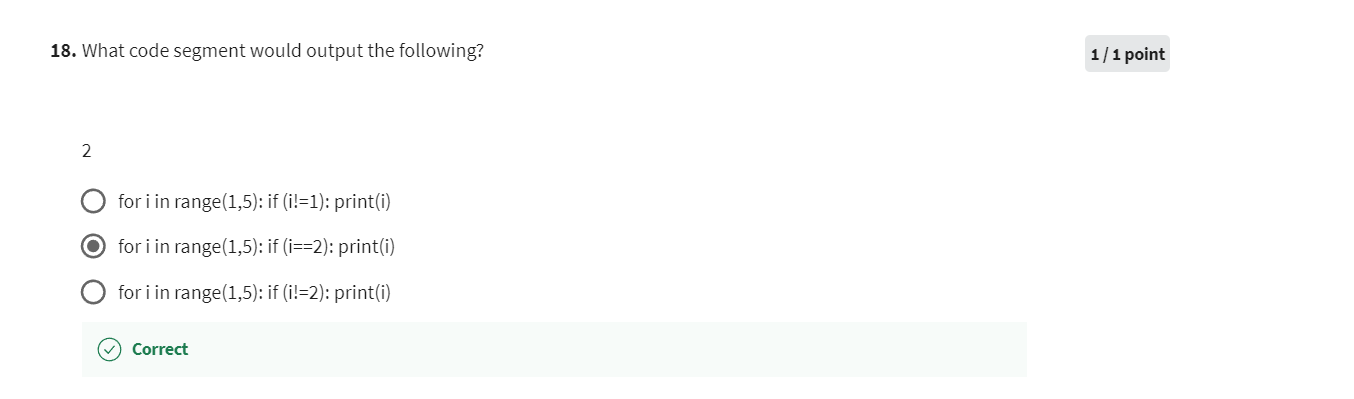 18. What code segment would output the following?
1 / 1 point
2
for i in range(1,5): if (i!=1): print(i)
for i in range(1,5): if (i==2): print(i)
for i in range(1,5): if (i!=2): print(i)
Correct